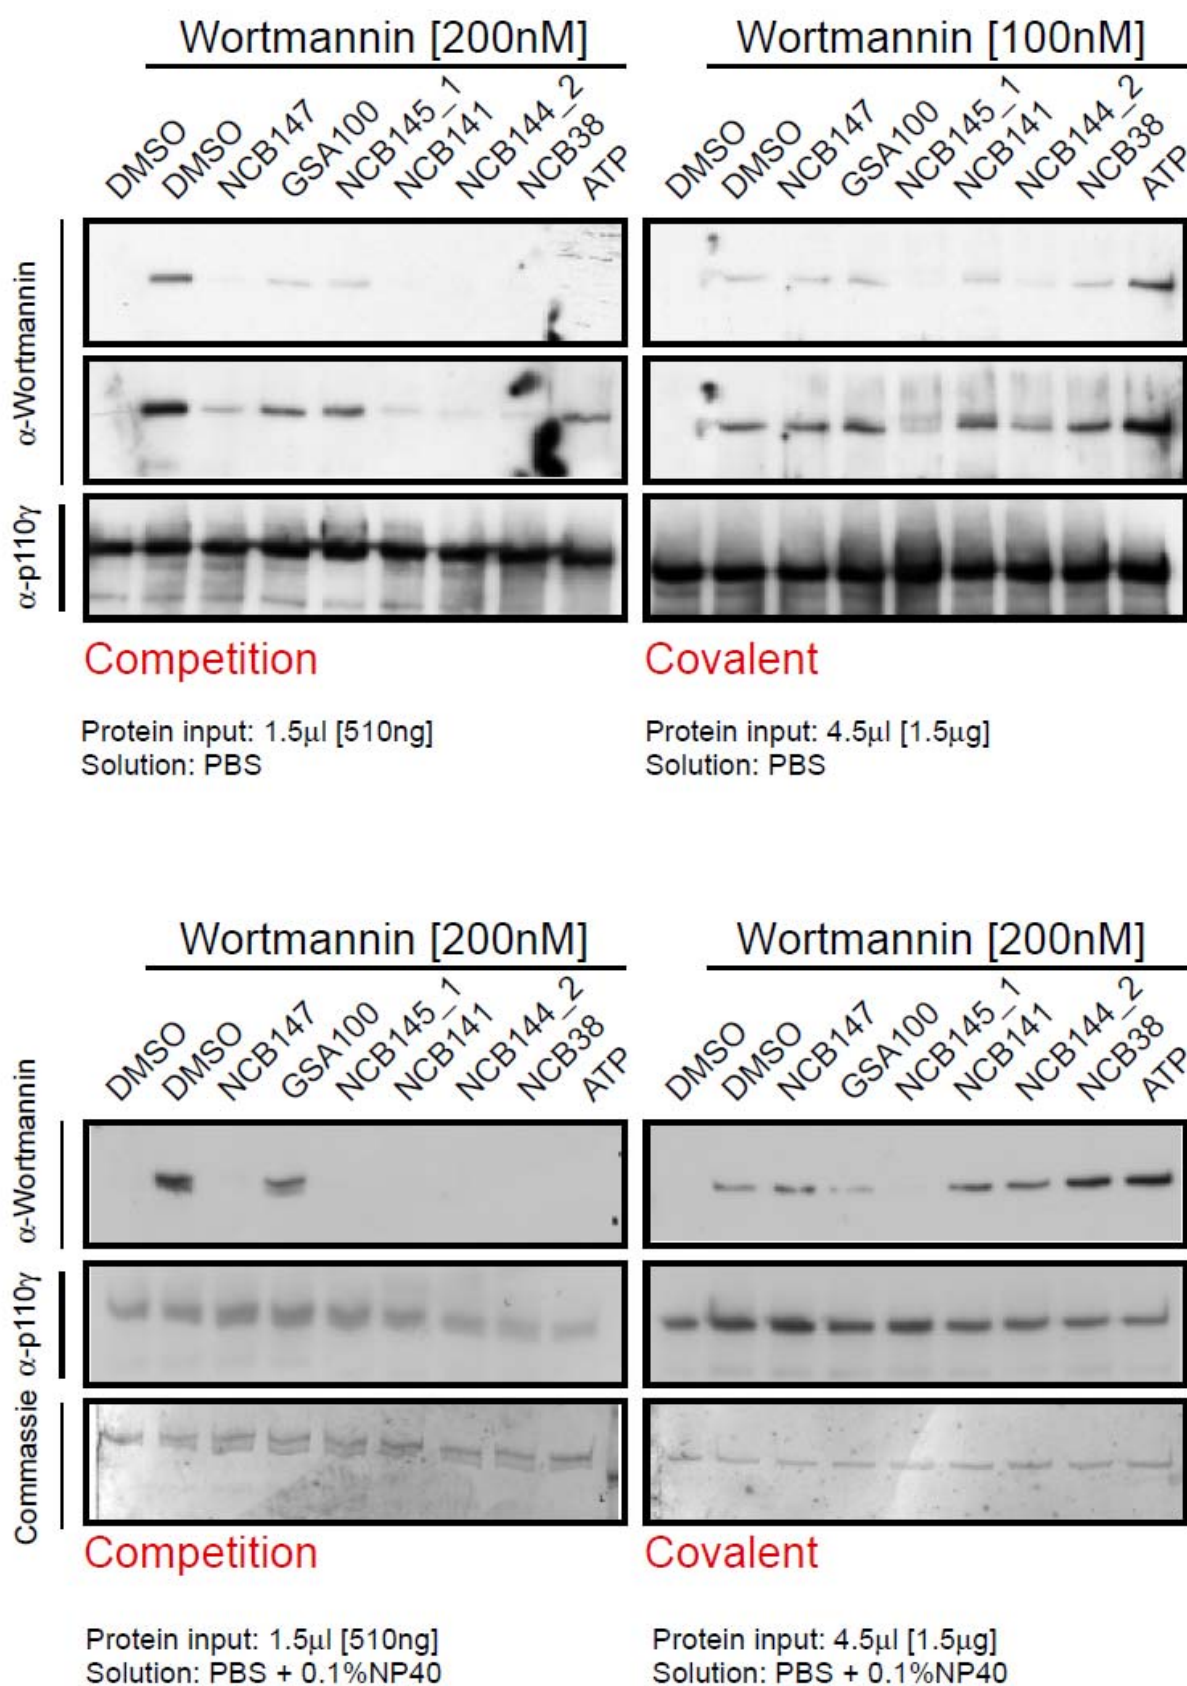 Wortmannin [200nM]
Wortmannin [100nM]
DMSO DMSO NCB147 GSA100 NCB145_1 NCB141 NCB144_2 NCB38 ATP
DMSO DMSO NCB147 GSA100 NCB145_1 NCB141 NCB144_2 NCB38 ATP
α-Wortmannin
α-p110γ
Competition
Covalent
Protein input: 1.5μl [510ng]
Solution: PBS
Protein input: 4.5μl [1.5μg]
Solution: PBS
Wortmannin [200nM]
Wortmannin [200nM]
DMSO DMSO NCB147 GSA100 NCB145_1 NCB141 NCB144_2 NCB38 ATP
DMSO DMSO NCB147 GSA100 NCB145_1 NCB141 NCB144_2 NCB38 ATP
α-Wortmannin
α-p110γ
Commassie
Competition
Covalent
Protein input: 1.5μl [510ng]
Solution: PBS + 0.1%NP40
Protein input: 4.5μl [1.5μg]
Solution: PBS + 0.1%NP40